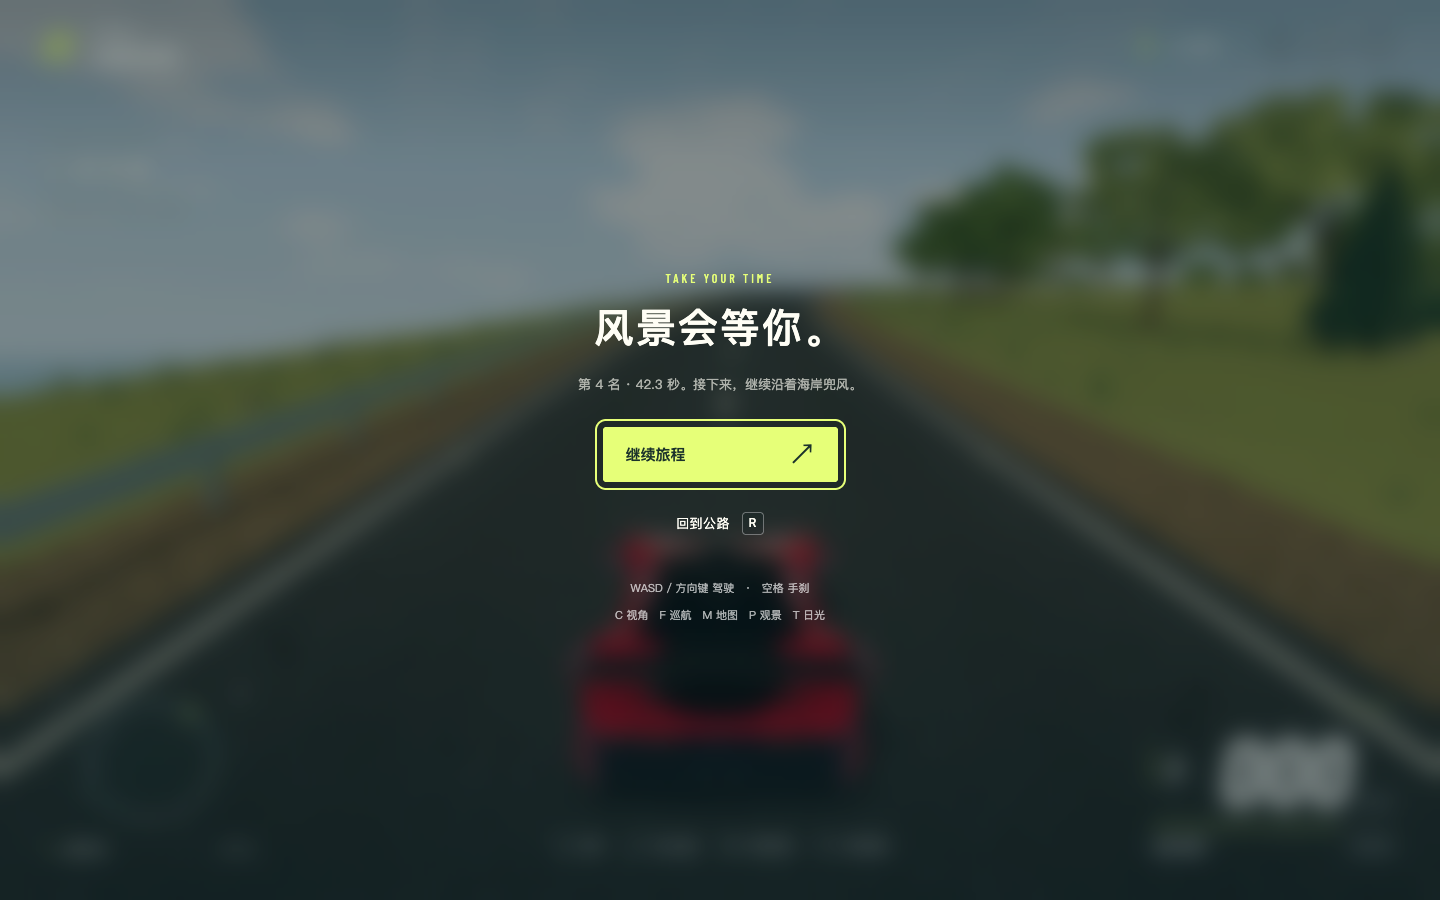 TAKE YOUR TIME
风景会等你。
第 4 名 · 42.3 秒。接下来，继续沿着海岸兜风。
继续旅程
回到公路 R
WASD / 方向键 驾驶 · 空格 手刹
C 视角 F 巡航 M 地图 P 观景 T 日光